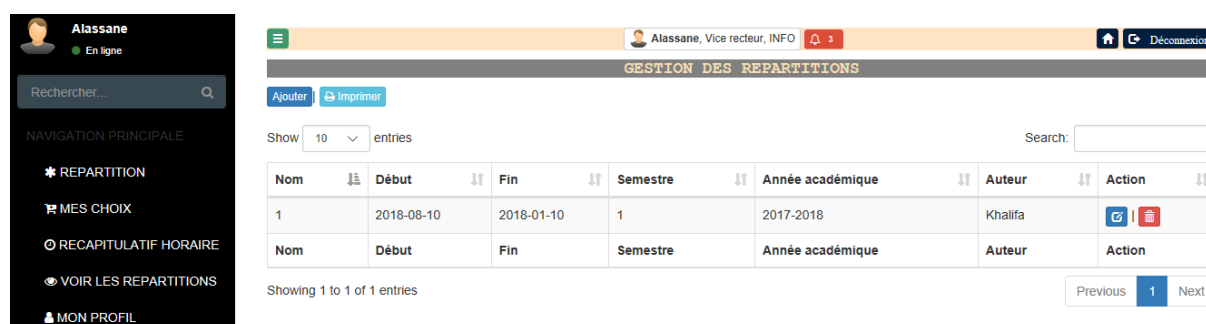 Alassane
En ligne
Rechercher...
NAVIGATION PRINCIPALE
REPARTITION
MES CHOIX
RECAPITULATIF HORAIRE
VOIR LES REPARTITIONS
MON PROFIL
Alassane, Vice recteur, INFO 3
Déconnexion
GESTION DES REPARTITIONS
Ajouter | Imprimer
Show 10 entries
Search:
Nom Début Fin Semestre Année académique Auteur Action
1 2018-08-10 2018-01-10 1 2017-2018 Khalifa |
Nom Début Fin Semestre Année académique Auteur Action
Showing 1 to 1 of 1 entries
Previous 1 Next